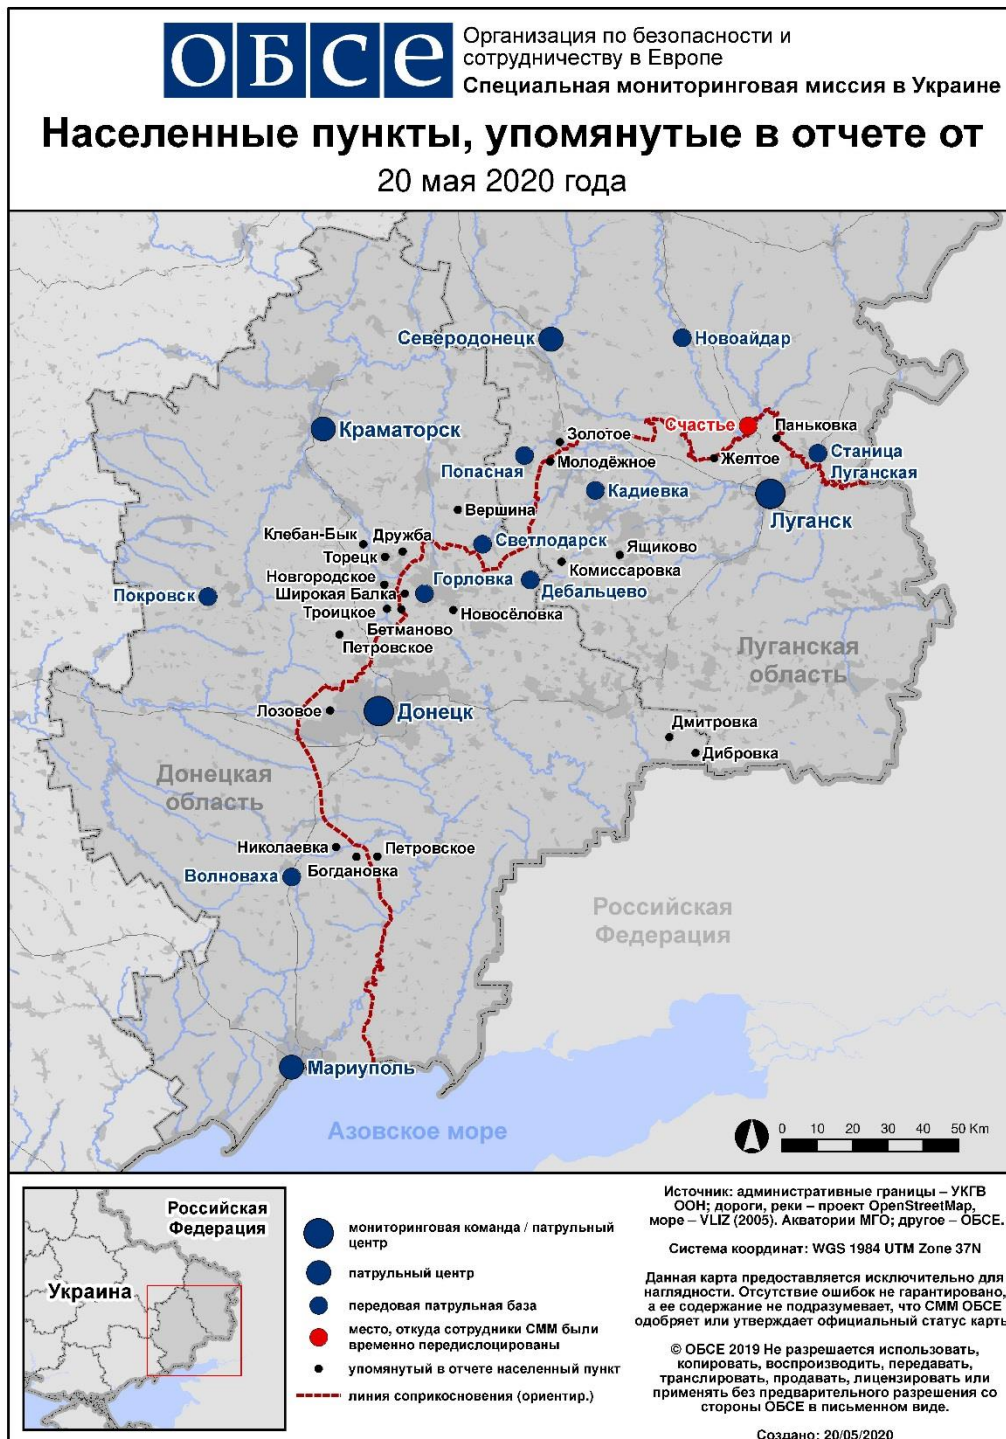 ОБСЕ
Организация по безопасности и
сотрудничеству в Европе
Специальная мониторинговая миссия в Украине
Населенные пункты, упомянутые в отчете от
20 мая 2020 года
Северодонецк
Новоайдар
Счастье
Паньковка
Краматорск
Золотое
Станица
Луганская
Попасная
Молодёжное
Желтое
Кадиевка
Луганск
Вершина
Клебан-Бык
Дружба
Светлодарск
Ящиково
Торецк
Комиссаровка
Новгородское
Горловка
Дебальцево
Покровск
Широкая Балка
Троицкое
Новосёловка
Бетманово
Петровское
Луганская
область
Лозовое
Донецк
Дмитровка
Дибровка
Донецкая
область
Николаевка
Петровское
Богдановка
Волноваха
Российская
Федерация
Мариуполь
Азовское море
0 10 20 30 40 50 Km
Российская
Федерация
Украина
мониторинговая команда / патрульный
центр
патрульный центр
передовая патрульная база
место, откуда сотрудники СММ были
временно передислоцированы
упомянутый в отчете населенный пункт
линия соприкосновения (ориентир.)
Источник: административные границы – УКГВ
ООН; дороги, реки – проект OpenStreetMap,
море – VLIZ (2005). Акватории МГО; другое – ОБСЕ.
Система координат: WGS 1984 UTM Zone 37N
Данная карта предоставляется исключительно для
наглядности. Отсутствие ошибок не гарантировано,
а ее содержание не подразумевает, что СММ ОБСЕ
одобряет или утверждает официальный статус карты
© ОБСЕ 2019 Не разрешается использовать,
копировать, воспроизводить, передавать,
транслировать, продавать, лицензировать или
применять без предварительного разрешения со
стороны ОБСЕ в письменном виде.
Создано: 20/05/2020